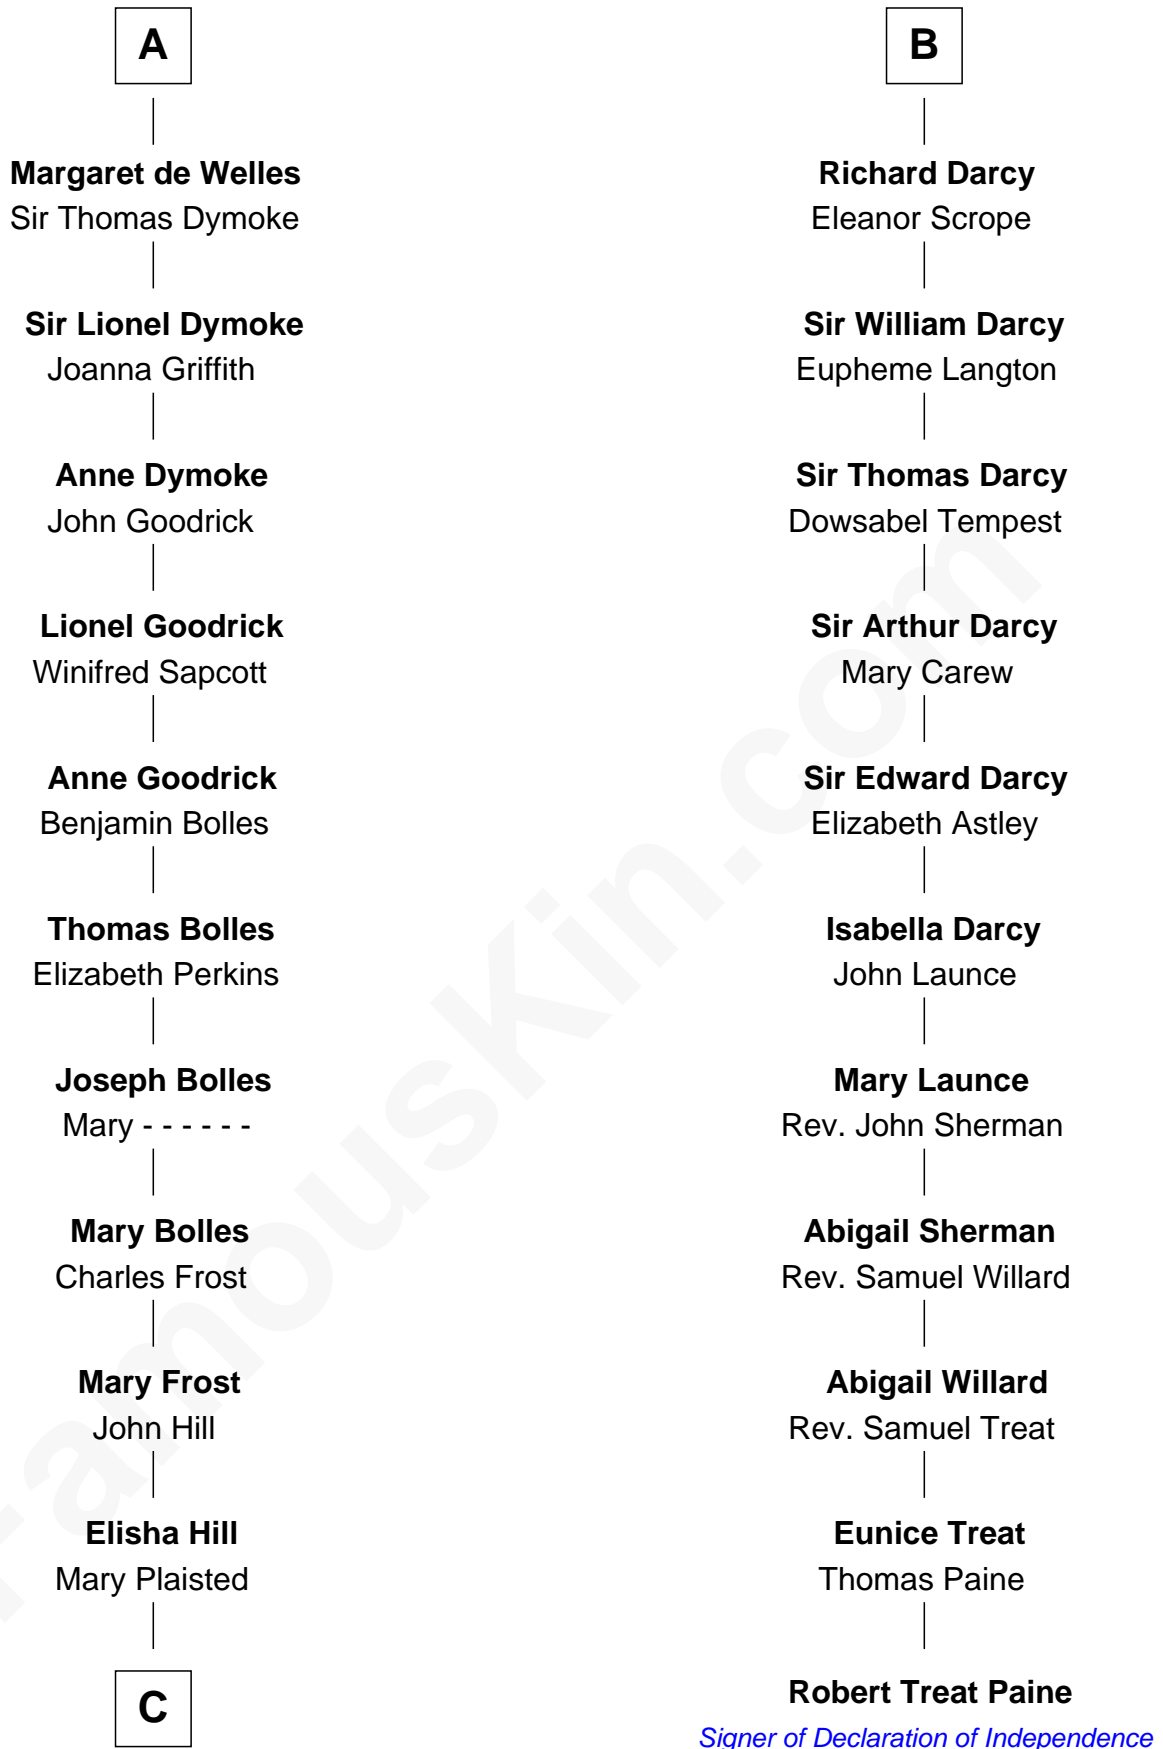 A
Margaret de Welles
Sir Thomas Dymoke
Sir Lionel Dymoke
Joanna Griffith
Anne Dymoke
John Goodrick
Lionel Goodrick
Winifred Sapcott
Anne Goodrick
Benjamin Bolles
Thomas Bolles
Elizabeth Perkins
Joseph Bolles
Mary - - - - - -
Mary Bolles
Charles Frost
Mary Frost
John Hill
Elisha Hill
Mary Plaisted
C
B
Richard Darcy
Eleanor Scrope
Sir William Darcy
Eupheme Langton
Sir Thomas Darcy
Dowsabel Tempest
Sir Arthur Darcy
Mary Carew
Sir Edward Darcy
Elizabeth Astley
Isabella Darcy
John Launce
Mary Launce
Rev. John Sherman
Abigail Sherman
Rev. Samuel Willard
Abigail Willard
Rev. Samuel Treat
Eunice Treat
Thomas Paine
Robert Treat Paine
Signer of Declaration of Independence
FamousKin.com